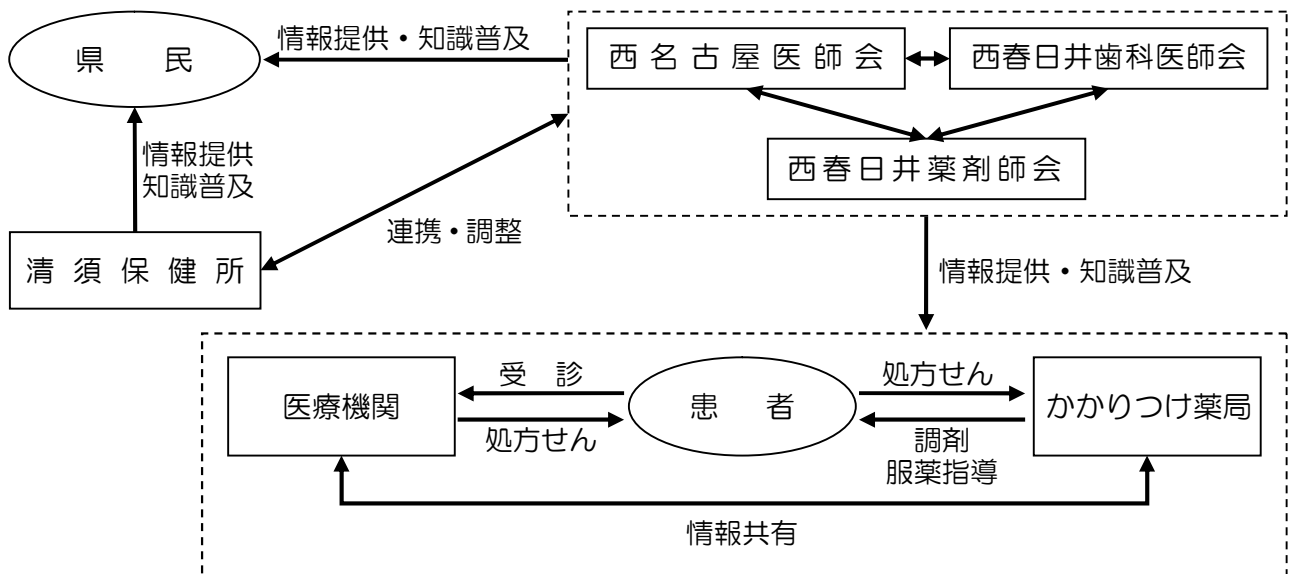 県　民
情報提供・知識普及
西名古屋医師会
西春日井歯科医師会
西春日井薬剤師会
情報提供
知識普及
連携・調整
清須保健所
情報提供・知識普及
医療機関
受　診
処方せん
患　者
処方せん
調剤
服薬指導
かかりつけ薬局
情報共有